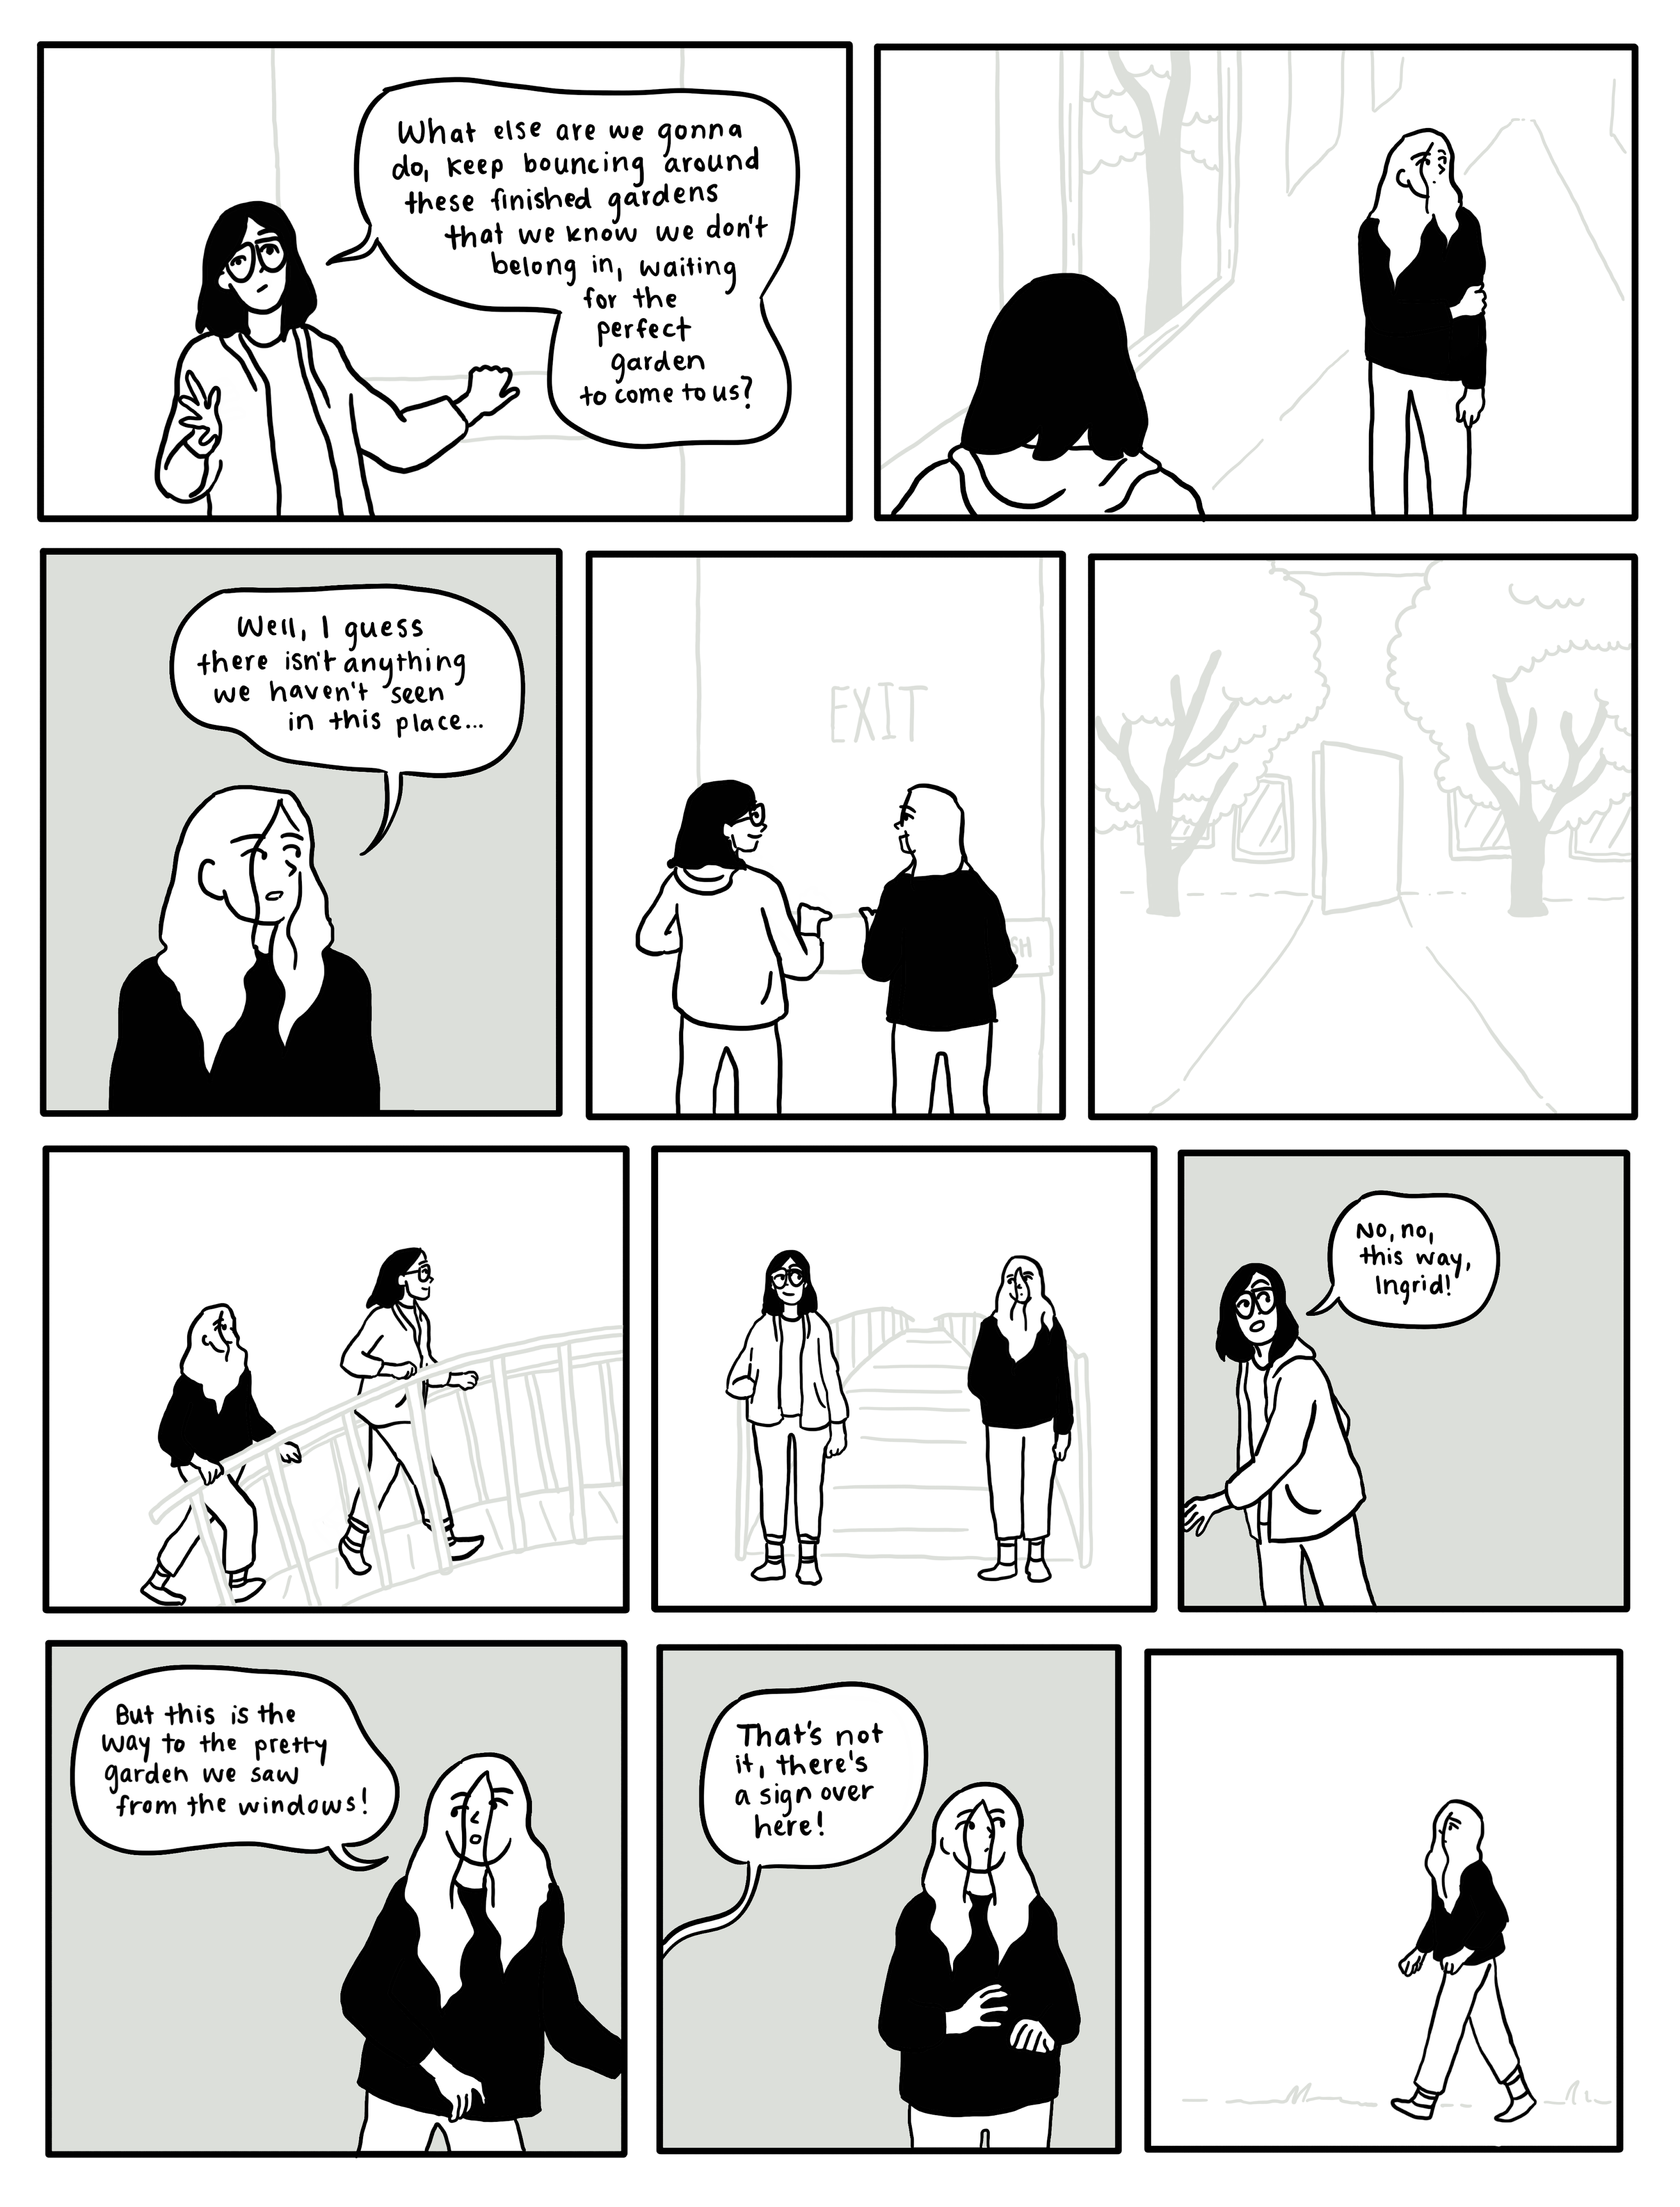 What else are we gonna
do, keep bouncing around
these finished gardens
that we know we don't
belong in, waiting
for the
perfect
garden
to come to us?
Well, I guess
there isn't anything
we haven't seen
in this place...
EXIT
SH
No, no,
this way,
Ingrid!
But this is the
way to the pretty
garden we saw
from the windows!
That's not
it, there's
a sign over
here!